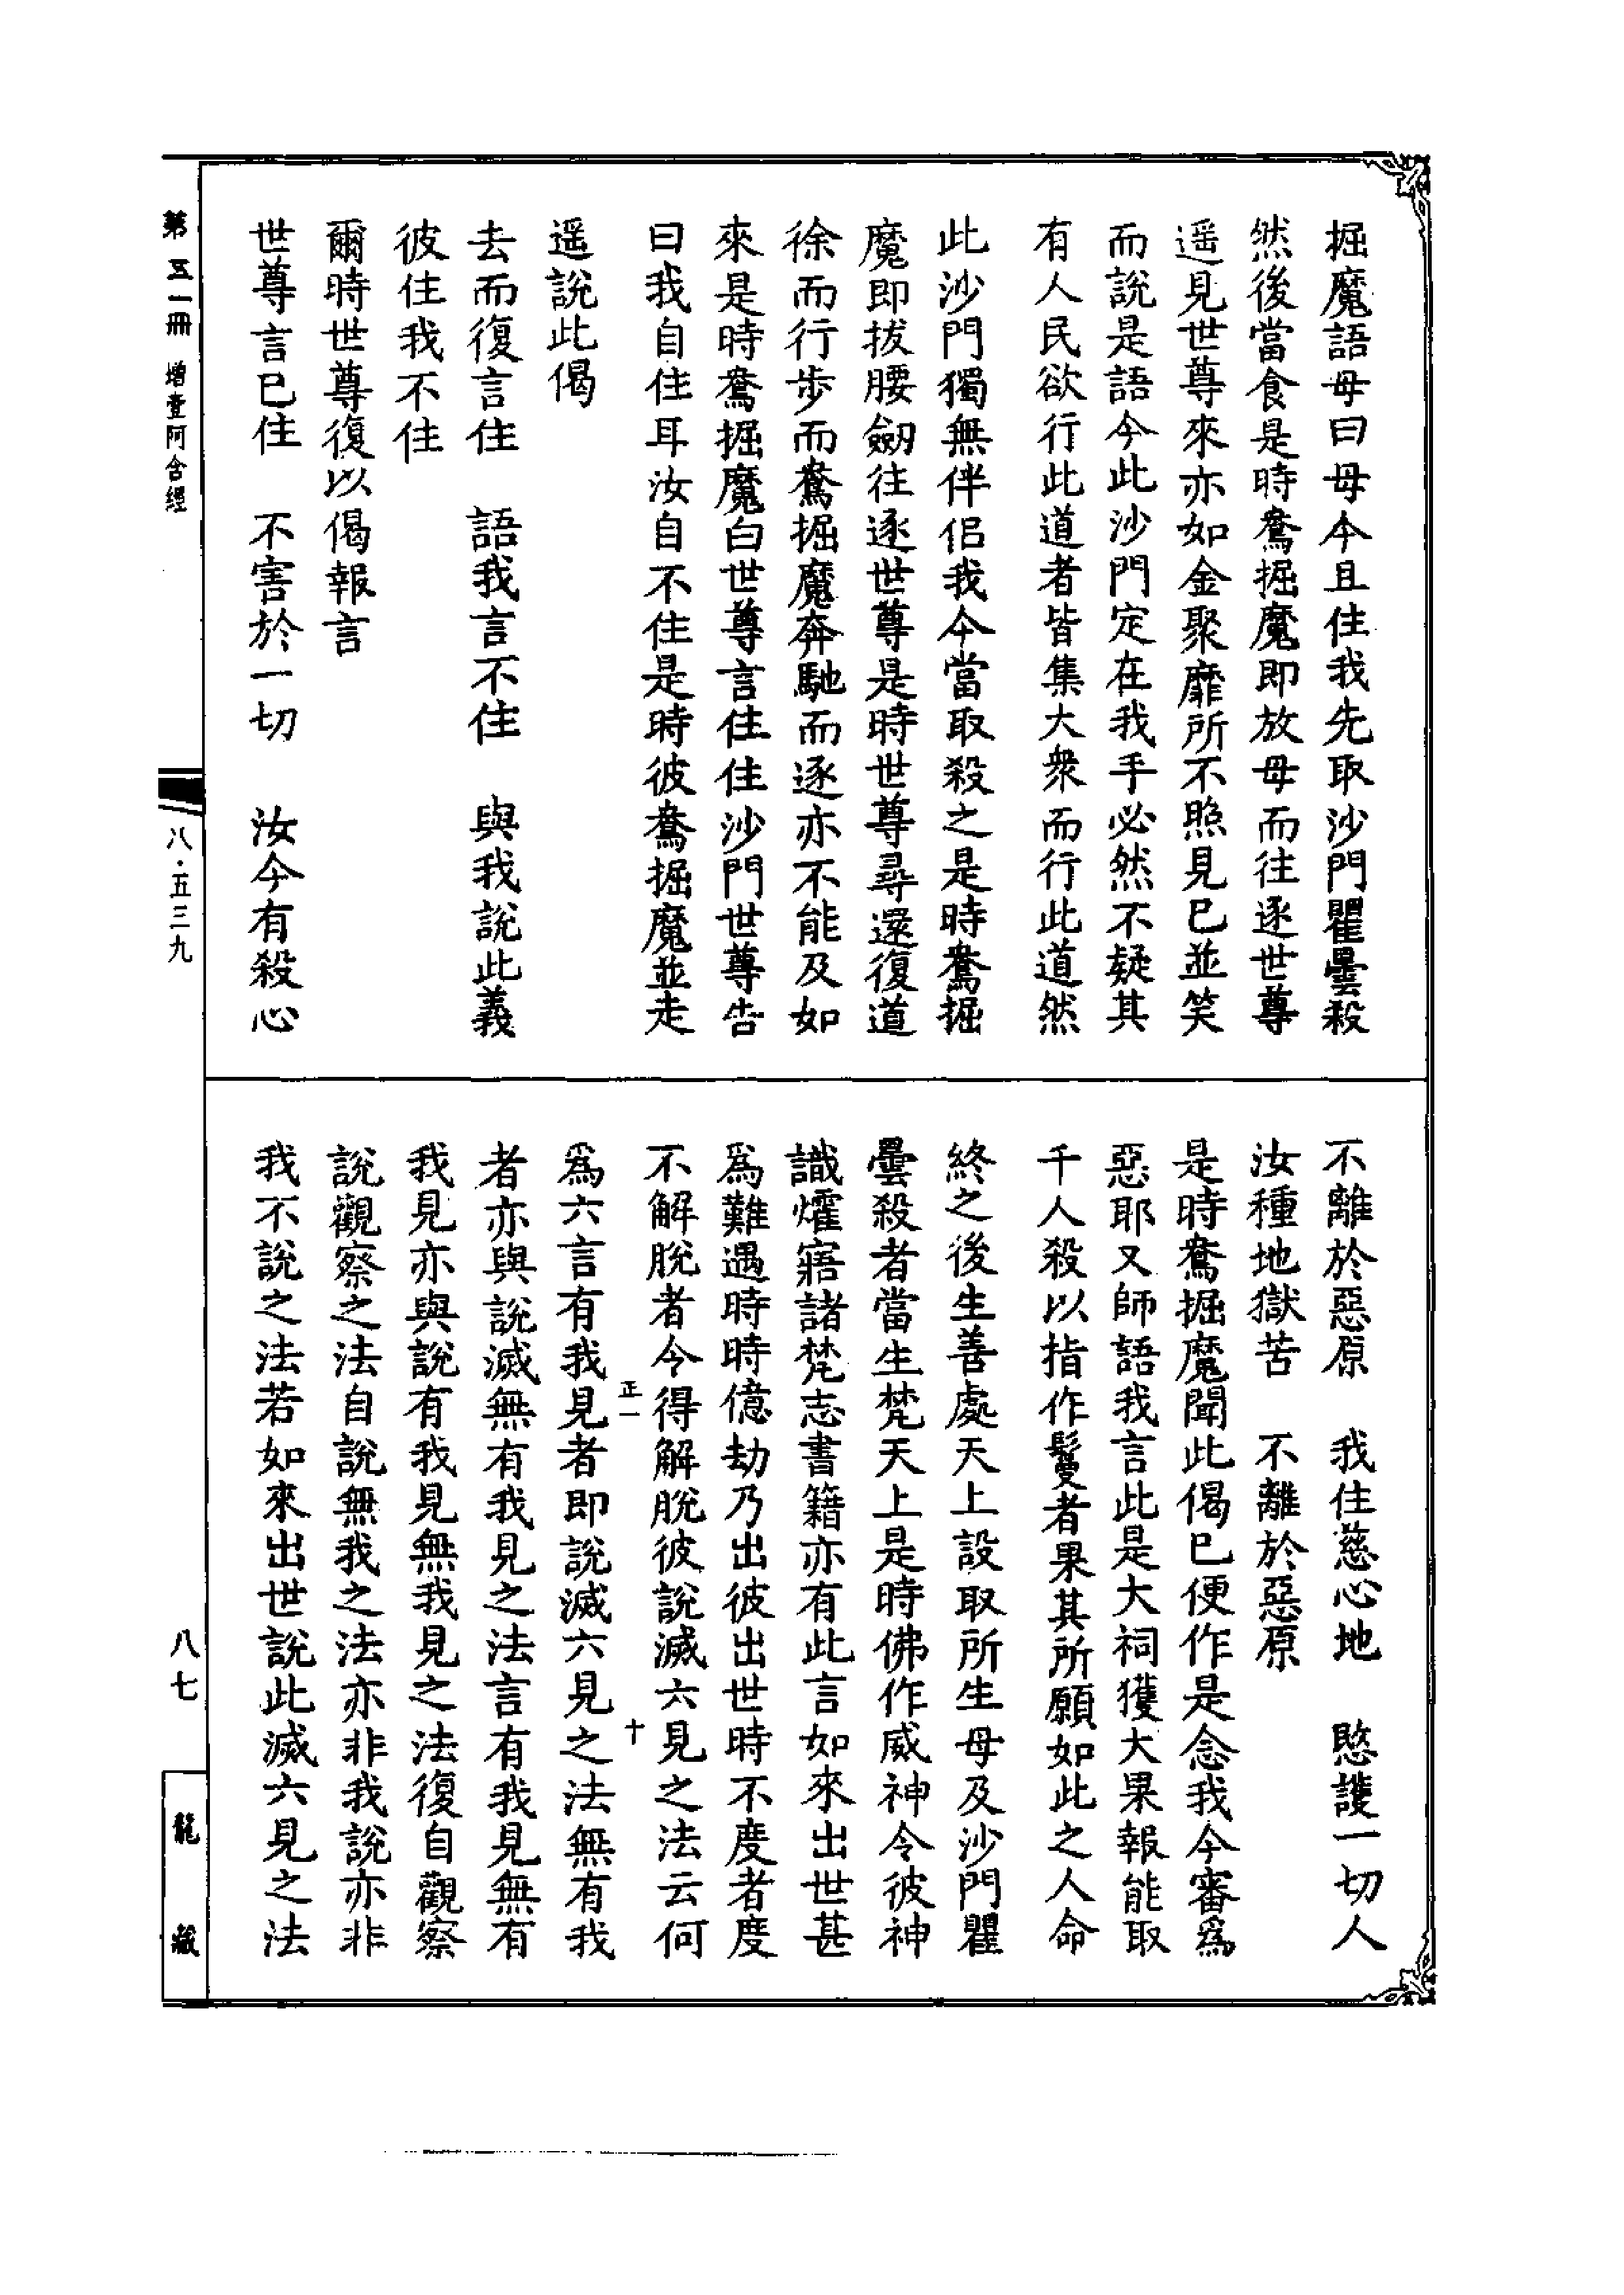 掘魔語母曰母今且住我先取沙門瞿曇殺
然後當食是時鴦掘魔即放母而往逐世尊
遥見世尊來亦如金聚靡所不照見已並笑
而說是語今此沙門定在我手必然不疑其
有人民欲行此道者皆集大衆而行此道然
此沙門獨無伴侣我今當取殺之是時鴦掘
魔即拔腰劒往逐世尊是時世尊尋還復道
徐而行步而鴦掘魔奔馳而逐亦不能及如
來是時鴦掘魔白世尊言住住沙門世尊告
曰我自住耳汝自不住是時彼鴦掘魔並走
遥說此偈
去而復言住　語我言不住　與我說此義
彼住我不住
爾時世尊復以偈報言
世尊言已住　不害於一切　汝今有殺心
不離於惡原　我住慈心地　愍護一切人
汝種地獄苦　不離於惡原
是時鴦掘魔聞此偈已便作是念我今審爲
惡耶又師語我言此是大祠獲大果報能取
千人殺以指作鬘者果其所願如此之人命
終之後生善處天上設取所生母及沙門瞿
曇殺者當生梵天上是時佛作威神令彼神
識燿寤諸梵志書籍亦有此言如來出世甚
爲難遇時時億劫乃出彼出世時不度者度
不解脫者令得解脫彼說滅六見之法云何
正一　十
爲六言有我見者即說滅六見之法無有我
者亦與說滅無有我見之法言有我見無有
我見亦與說有我見無我見之法復自觀察
說觀察之法自說無我之法亦非我說亦非
我不說之法若如來出世說此滅六見之法
第五一冊　增壹阿含經
八·五三九
八七
龍藏